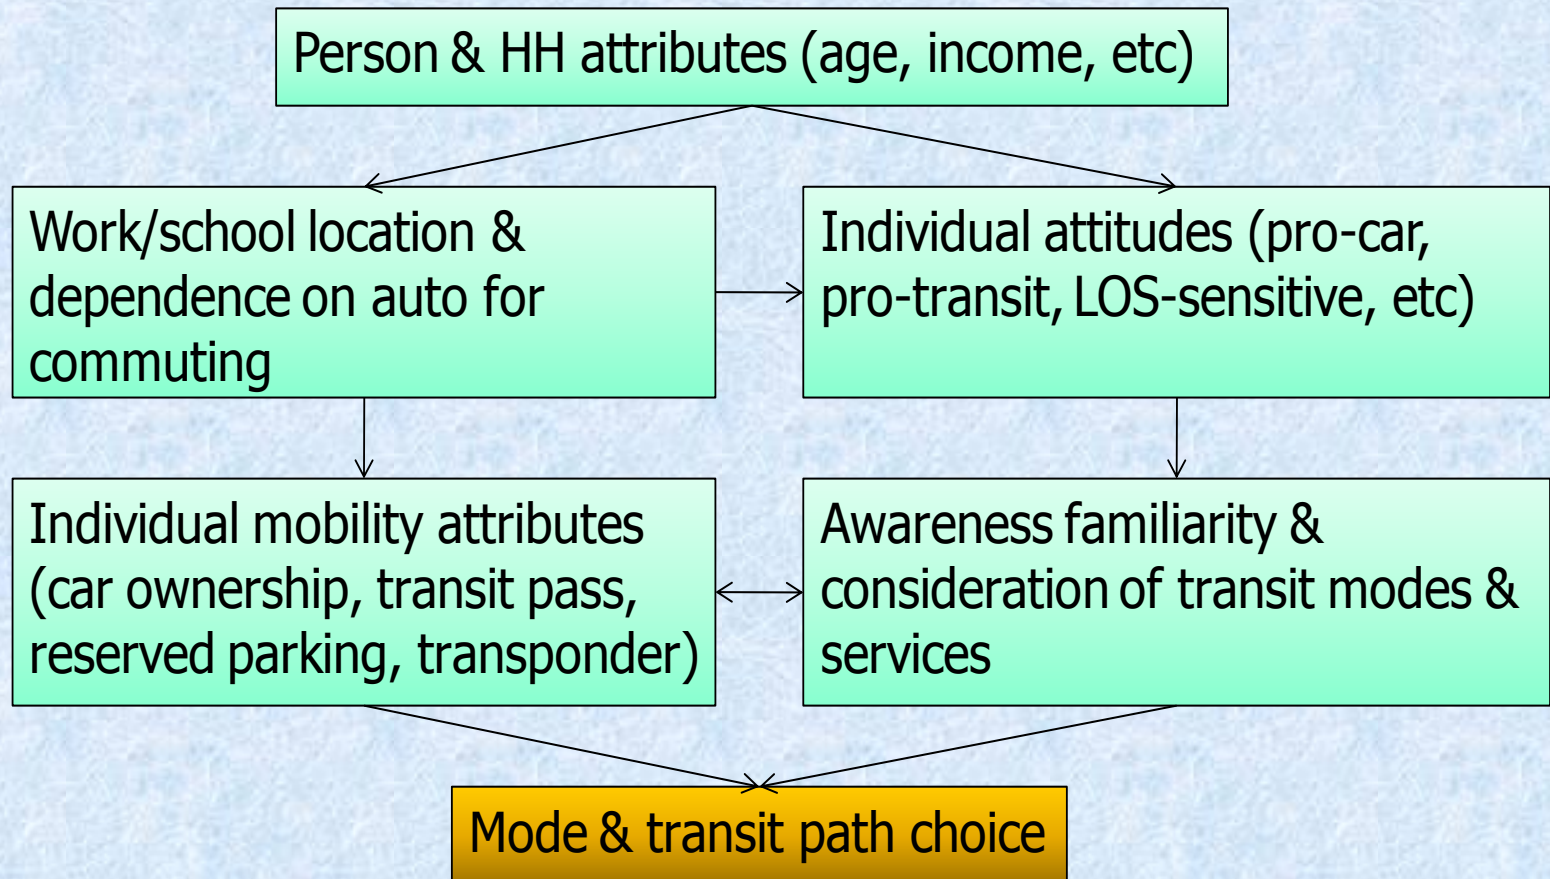 Person & HH attributes (age, income, etc)
Work/school location &
dependence on auto for
commuting
Individual attitudes (pro-car,
pro-transit, LOS-sensitive, etc)
Individual mobility attributes
(car ownership, transit pass,
reserved parking, transponder)
Awareness familiarity &
consideration of transit modes &
services
Mode & transit path choice